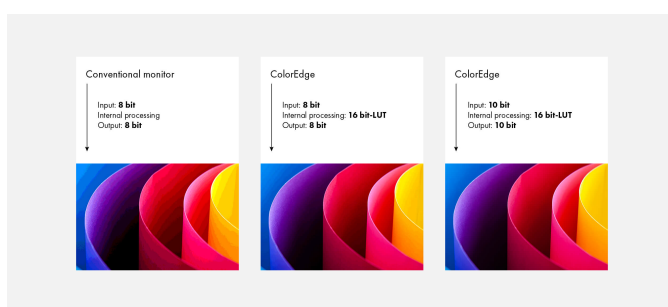 Conventional monitor
Input: 8 bit
Internal processing
Output: 8 bit
ColorEdge
Input: 8 bit
Internal processing: 16 bit-LUT
Output: 8 bit
ColorEdge
Input: 10 bit
Internal processing: 16 bit-LUT
Output: 10 bit